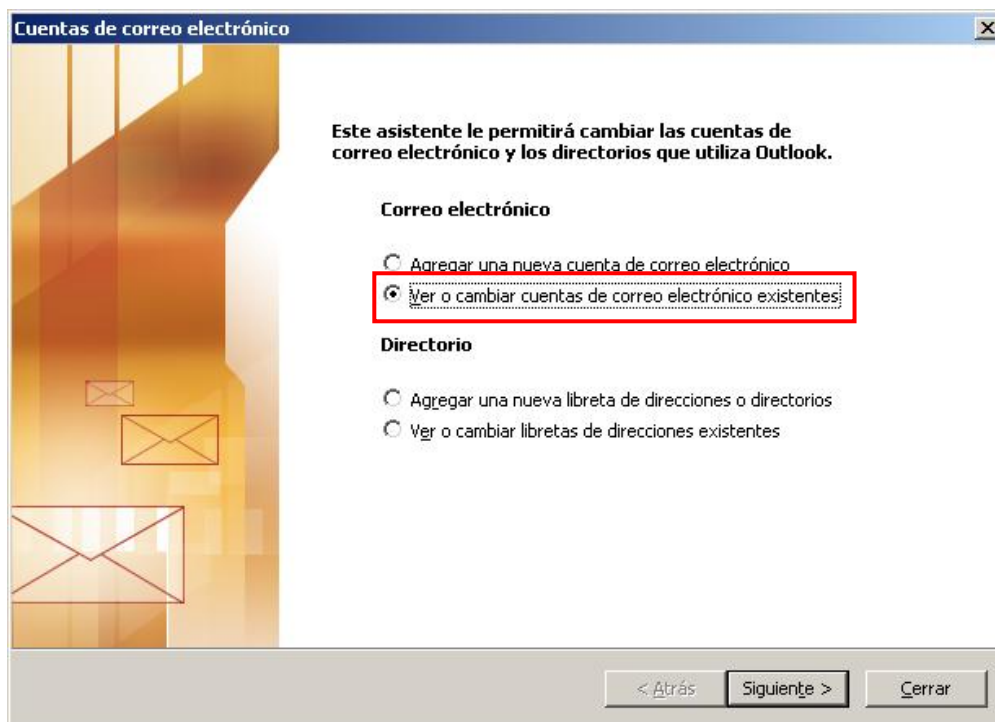 Cuentas de correo electrónico
Este asistente le permitirá cambiar las cuentas de
correo electrónico y los directorios que utiliza Outlook.
Correo electrónico
Agregar una nueva cuenta de correo electrónico
Ver o cambiar cuentas de correo electrónico existentes
Directorio
Agregar una nueva libreta de direcciones o directorios
Ver o cambiar libretas de direcciones existentes
< Atrás
Siguiente >
Cerrar